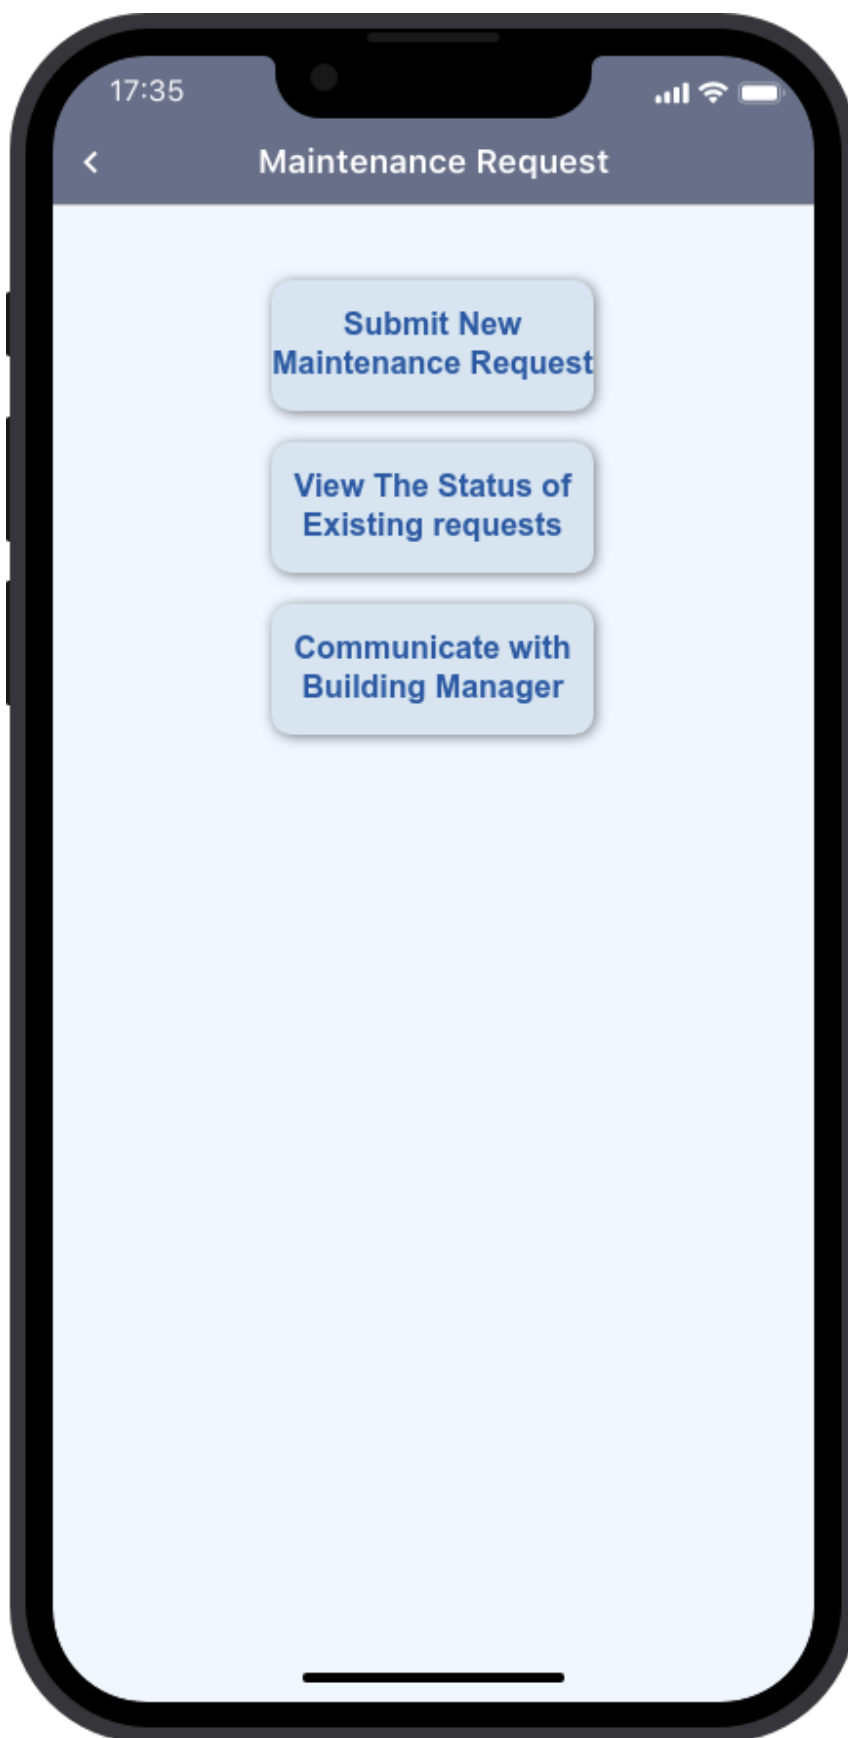 17:35
Maintenance Request
Submit New
Maintenance Request
View The Status of
Existing requests
Communicate with
Building Manager